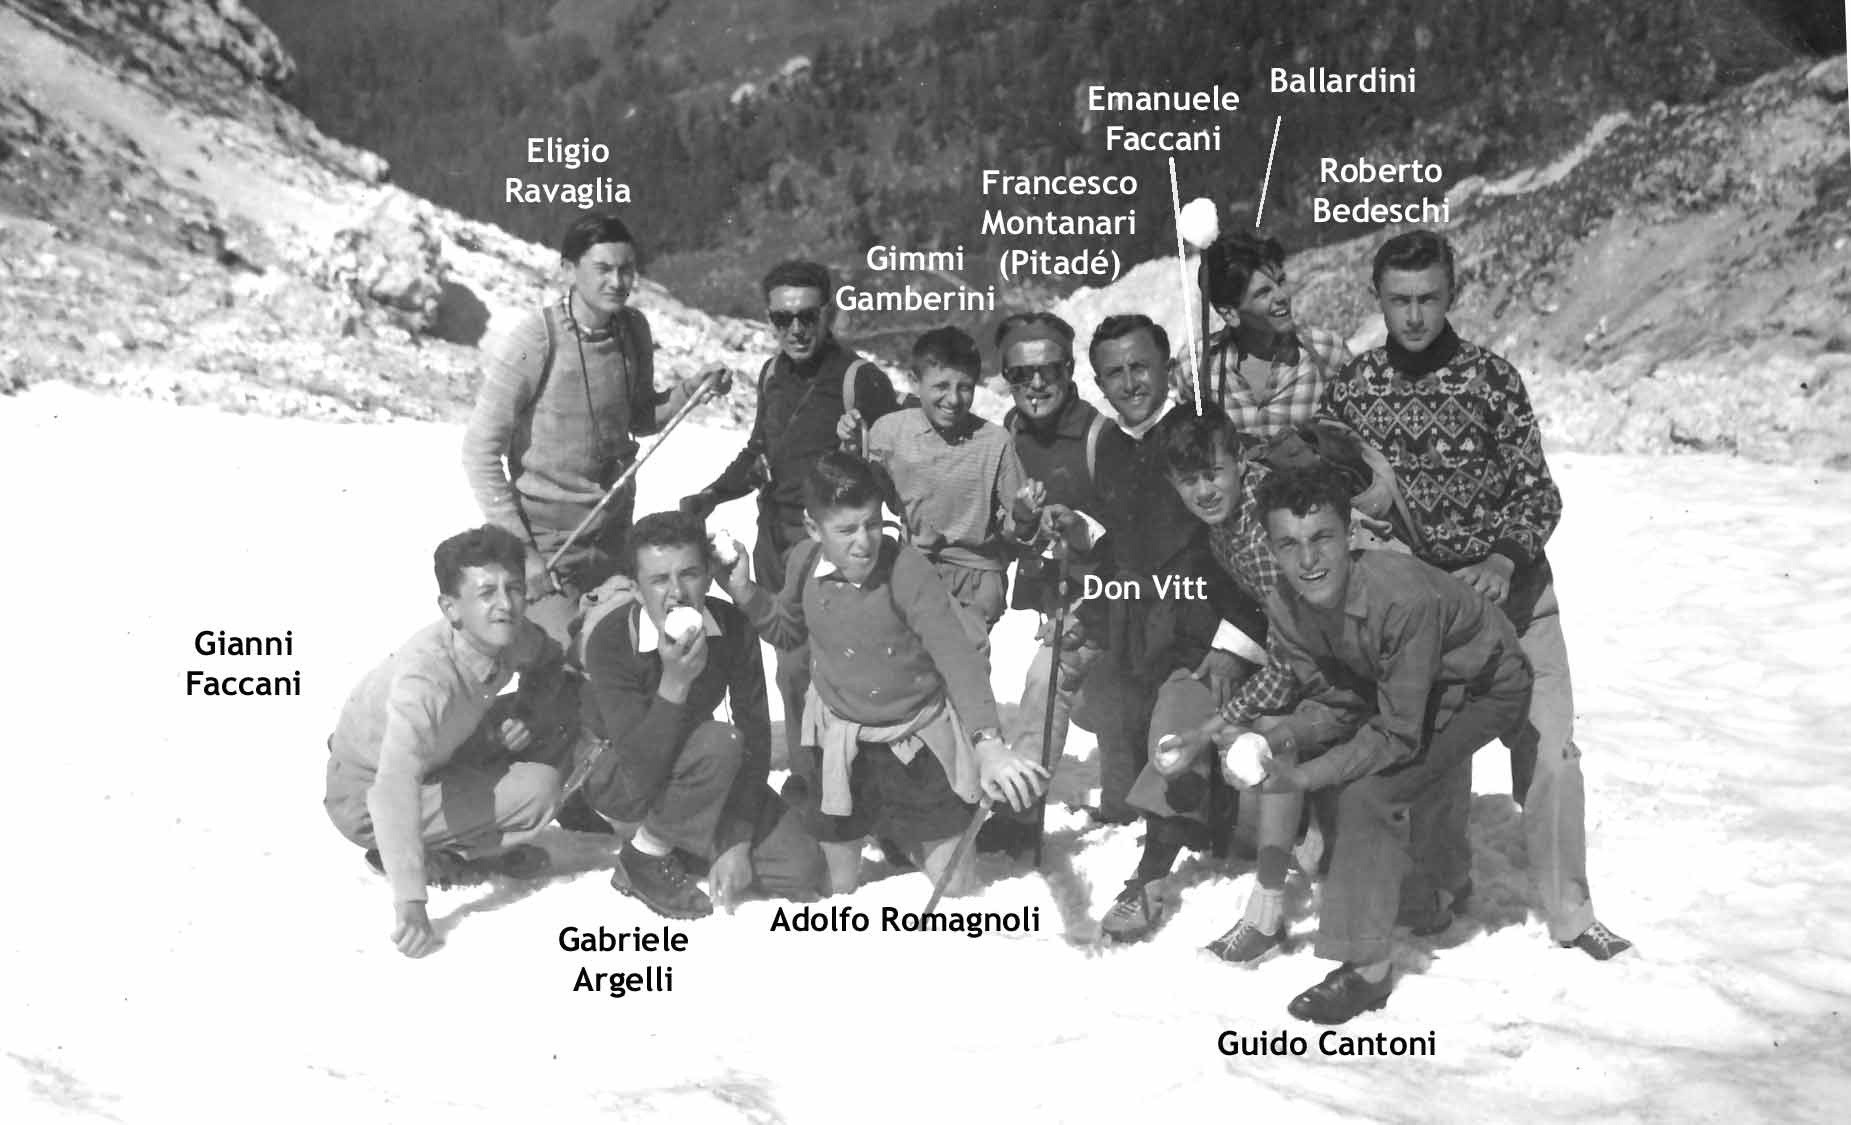 Ballardini
Emanuele
Faccani
Eligio
Ravaglia
Francesco
Montanari
(Pitadé)
Roberto
Bedeschi
Gimmi
Gamberini
Don Vitt
Gianni
Faccani
Adolfo Romagnoli
Gabriele
Argelli
Guido Cantoni